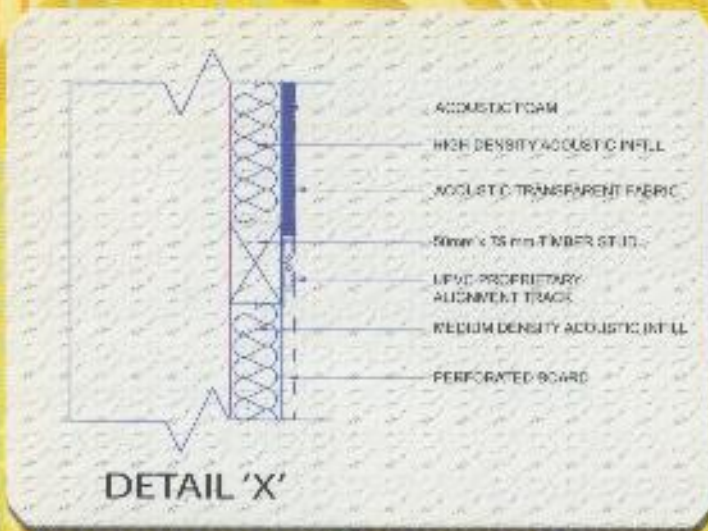 ACOUSTIC FOAM
HIGH DENSITY ACOUSTIC INFILL
ACOUSTIC TRANSPARENT FABRIC
50mm x 75 mm TIMBER STUD
UPVC PROPRIETARY
ALIGNMENT TRACK
MEDIUM DENSITY ACOUSTIC INFILL
PERFORATED BOARD
DETAIL 'X'